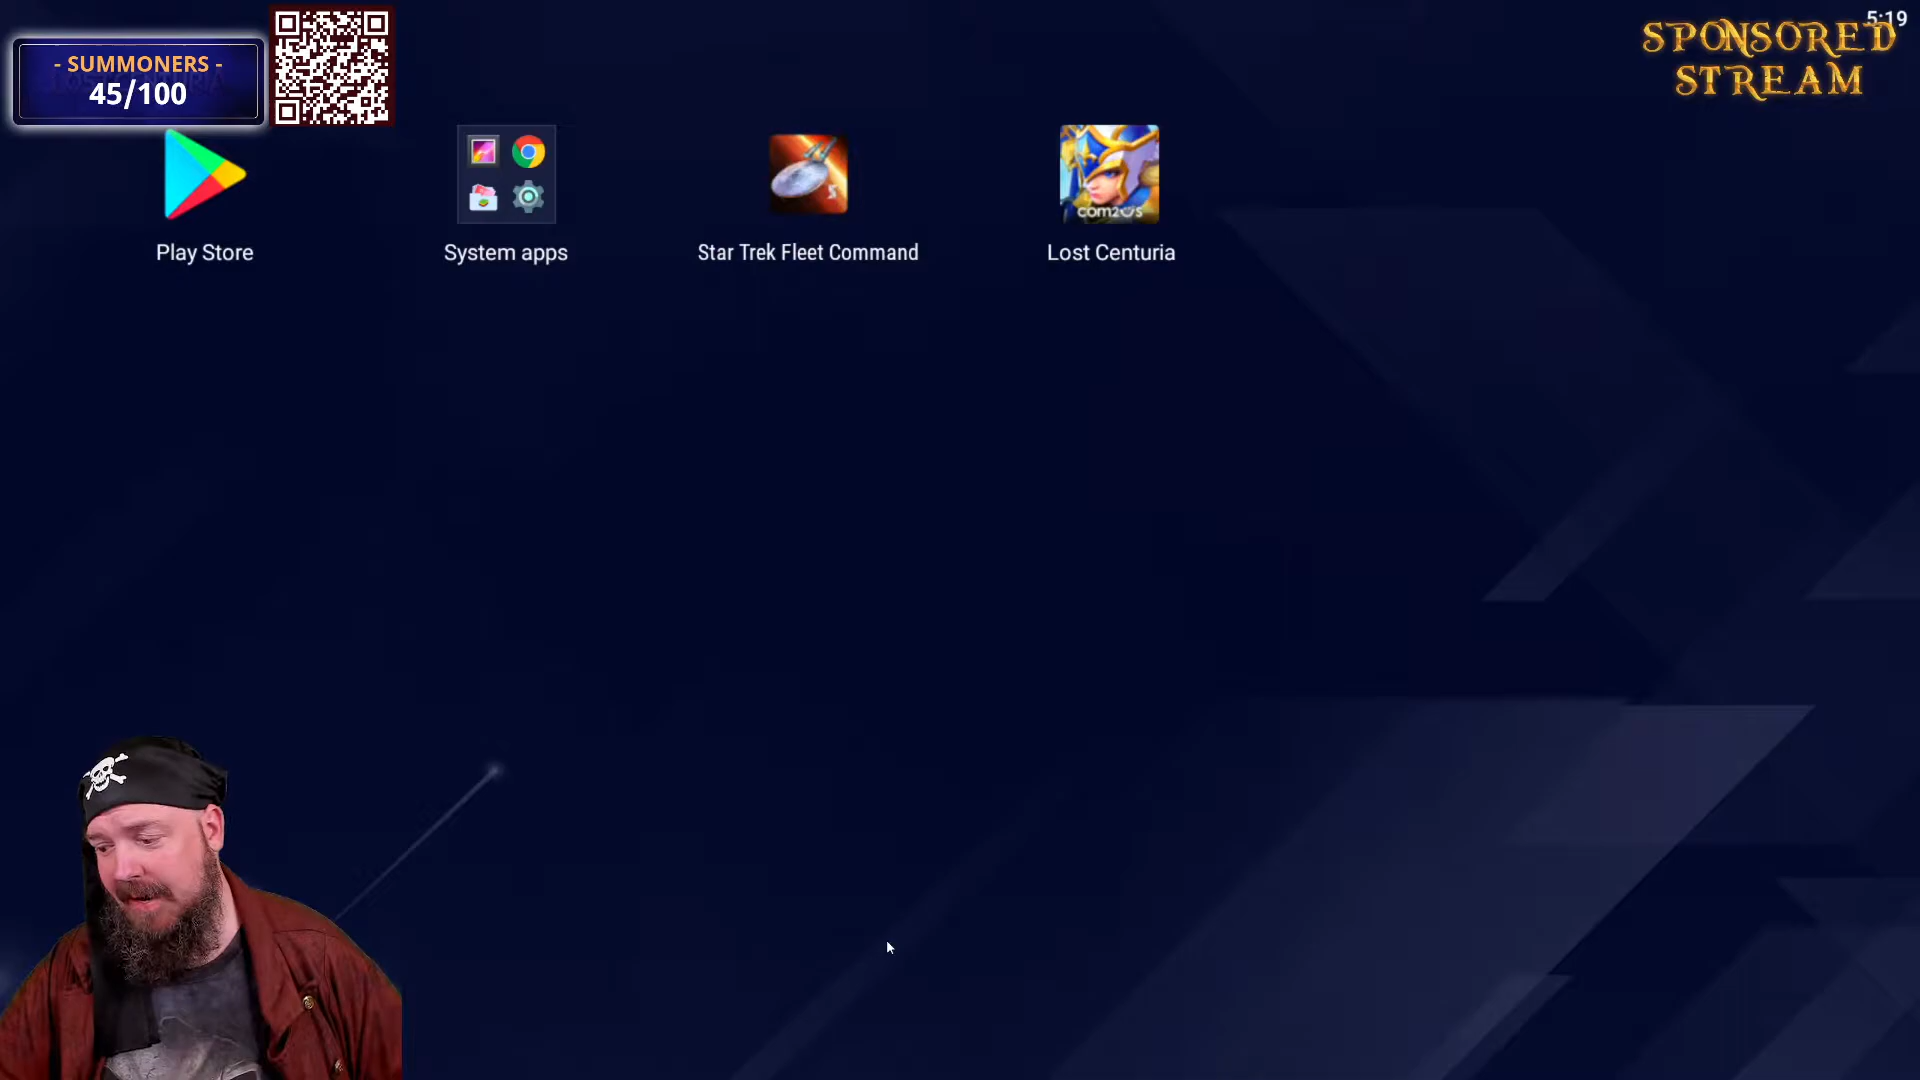 5:19
SPONSORED
STREAM
- SUMMONERS -
45/100
com2us
Play Store
System apps
Star Trek Fleet Command
Lost Centuria